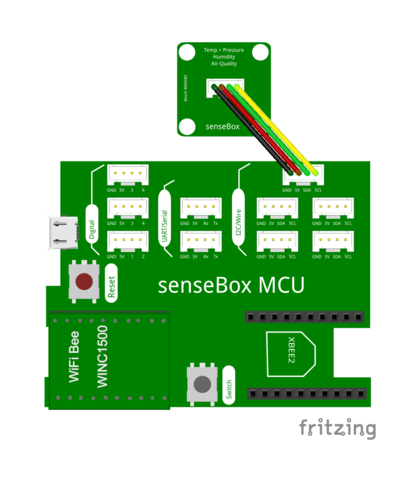 Temp.+ Pressure
Humidity
Air-Quality
senseBox
GND 5V SDA SCL
Digital
GND 5V 5 6
GND 5V 3 4
GND 5V 1 2
UART/Serial
GND 5V Rx Tx
GND 5V Rx Tx
I2C/Wire
GND 5V SDA SCL
GND 5V SDA SCL
GND 5V SDA SCL
GND 5V SDA SCL
Reset
senseBox MCU
WiFi Bee
WINC1500
XBEE2
Switch
fritzing